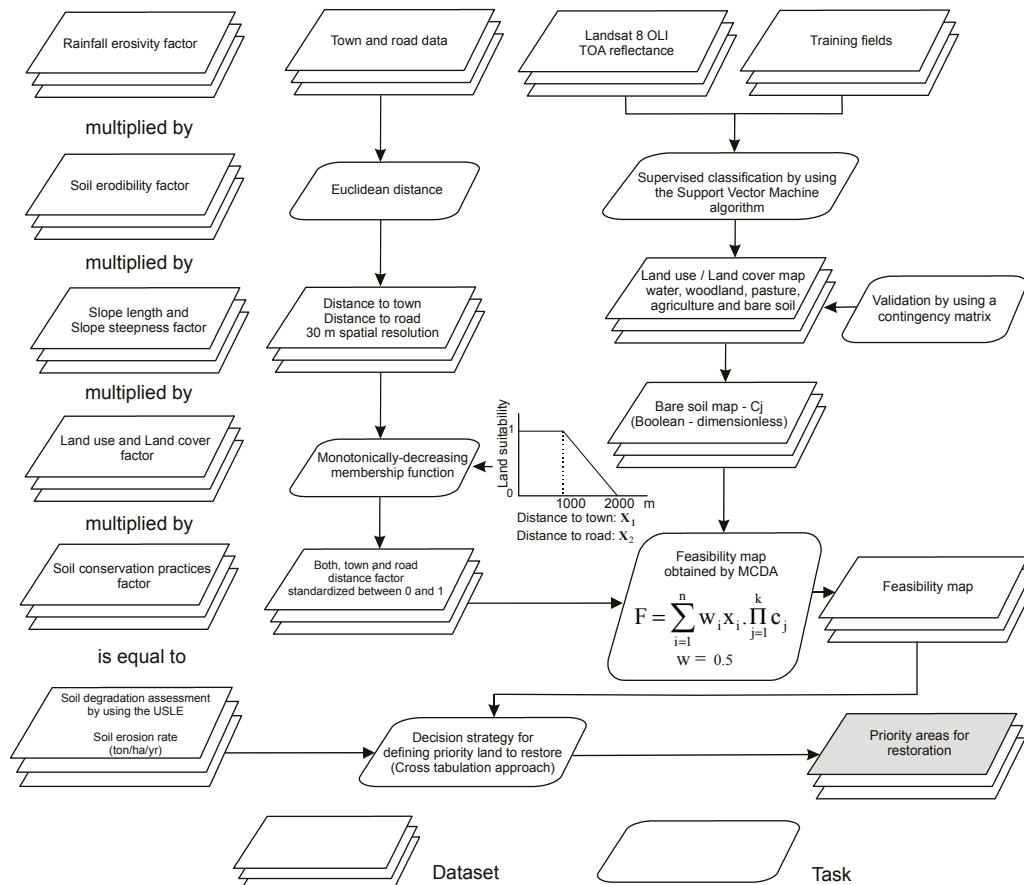 Rainfall erosivity factor
multiplied by
Soil erodibility factor
multiplied by
Slope length and
Slope steepness factor
multiplied by
Land use and Land cover
factor
multiplied by
Soil conservation practices
factor
is equal to
Soil degradation assessment
by using the USLE
Soil erosion rate
(ton/ha/yr)
Town and road data
Euclidean distance
Distance to town
Distance to road
30 m spatial resolution
Monotonically-decreasing
membership function
Land suitability
1
0
1000 2000 m
Distance to town: X₁
Distance to road: X₂
Both, town and road
distance factor
standardized between 0 and 1
Landsat 8 OLI
TOA reflectance
Training fields
Supervised classification by using
the Support Vector Machine
algorithm
Land use / Land cover map
water, woodland, pasture,
agriculture and bare soil
Validation by using a
contingency matrix
Bare soil map - Cj
(Boolean - dimensionless)
Feasibility map
obtained by MCDA
F = ∑ⁿᵢ₌₁ wᵢxᵢ . ∏ᵏⱼ₌₁ cⱼ
w = 0.5
Feasibility map
Decision strategy for
defining priority land to restore
(Cross tabulation approach)
Priority areas for
restoration
Dataset
Task